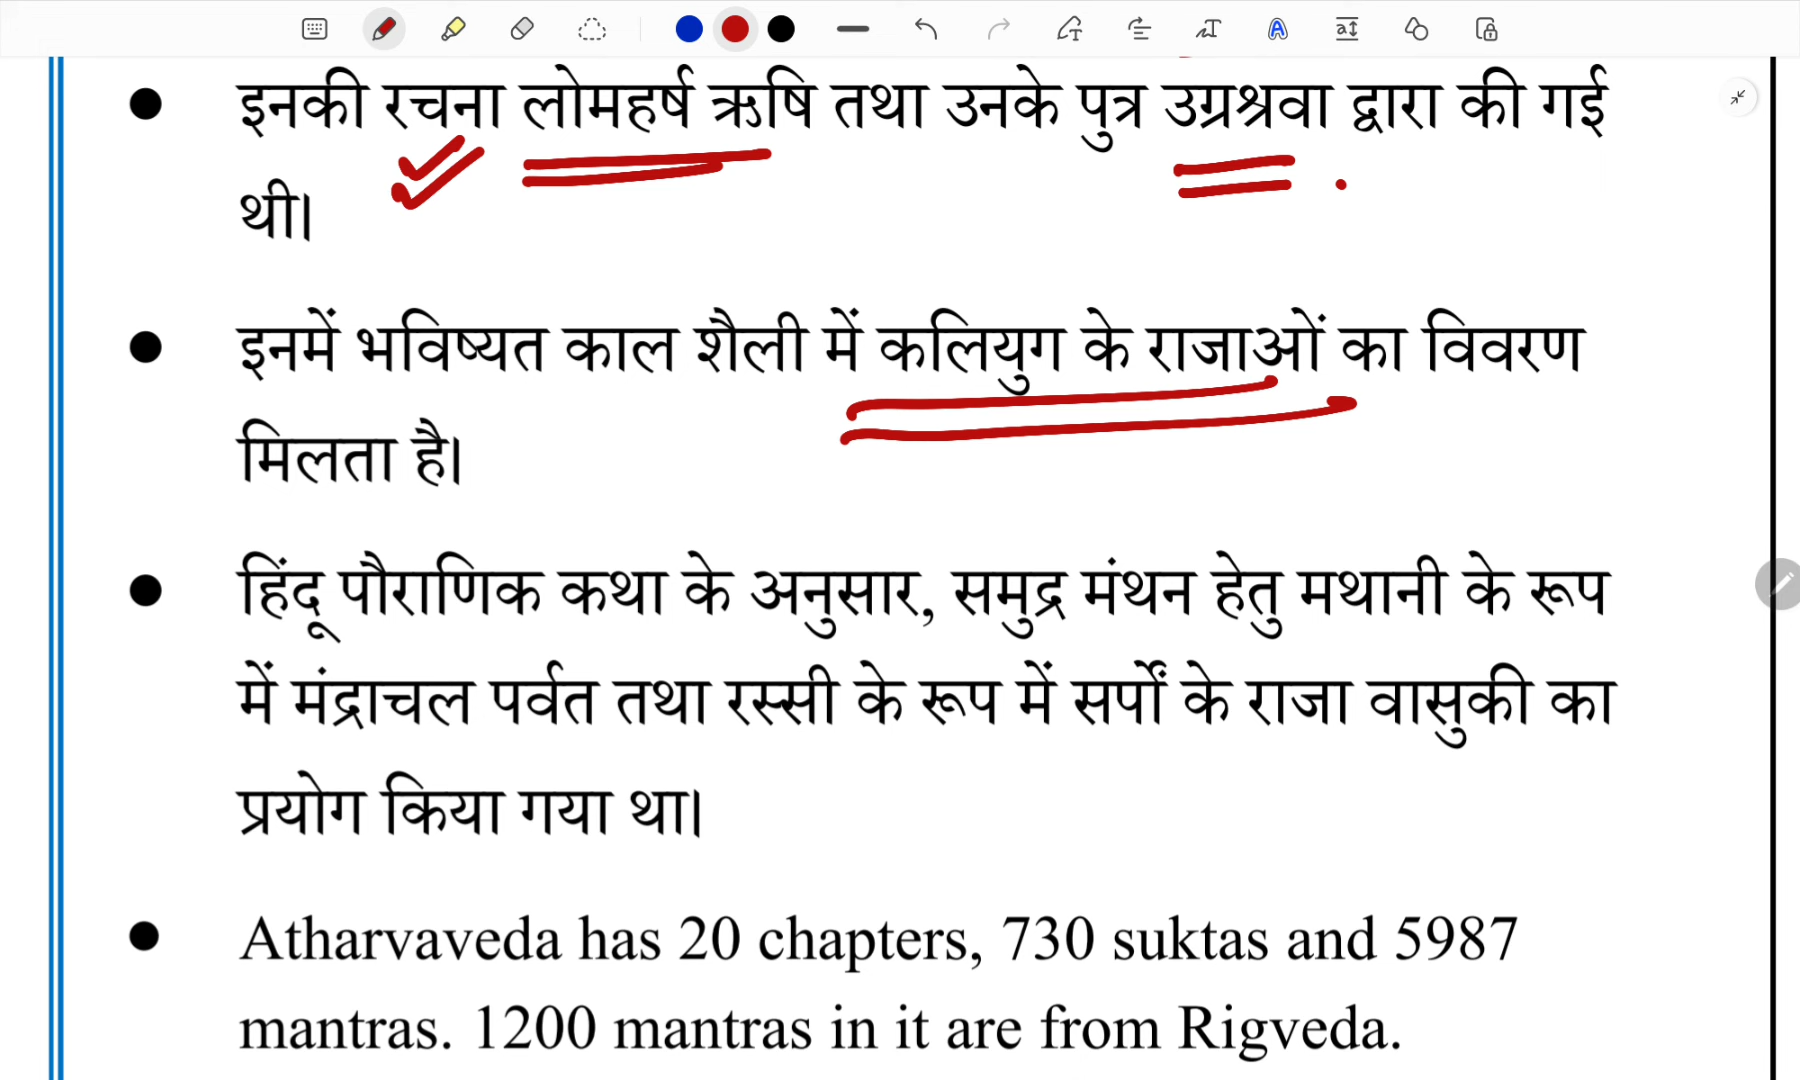 इनकी रचना लोमहर्ष ऋषि तथा उनके पुत्र उग्रश्रवा द्वारा की गई
थी।
इनमें भविष्यत काल शैली में कलियुग के राजाओं का विवरण
मिलता है।
हिंदू पौराणिक कथा के अनुसार, समुद्र मंथन हेतु मथानी के रूप
में मंद्राचल पर्वत तथा रस्सी के रूप में सर्पों के राजा वासुकी का
प्रयोग किया गया था।
Atharvaveda has 20 chapters, 730 suktas and 5987
mantras. 1200 mantras in it are from Rigveda.